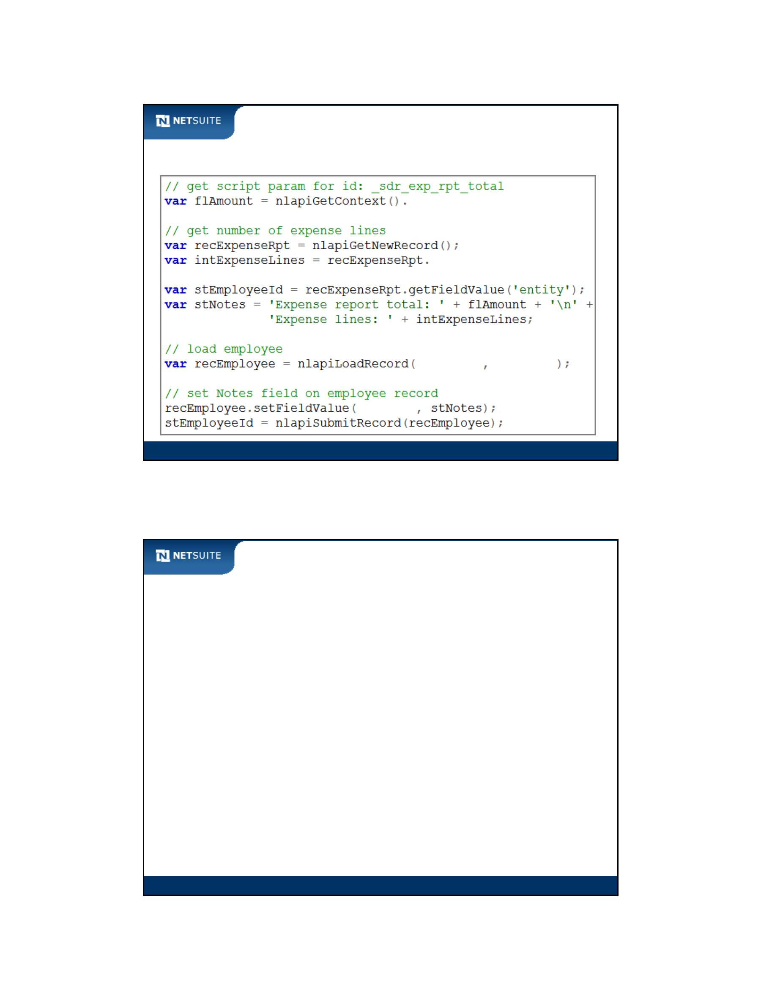 NETSUITE
// get script param for id: _sdr_exp_rpt_total
var flAmount = nlapiGetContext().
// get number of expense lines
var recExpenseRpt = nlapiGetNewRecord();
var intExpenseLines = recExpenseRpt.
var stEmployeeId = recExpenseRpt.getFieldValue('entity');
var stNotes = 'Expense report total: ' + flAmount + '\n' +
'Expense lines: ' + intExpenseLines;
// load employee
var recEmployee = nlapiLoadRecord( , );
// set Notes field on employee record
recEmployee.setFieldValue( , stNotes);
stEmployeeId = nlapiSubmitRecord(recEmployee);
NETSUITE